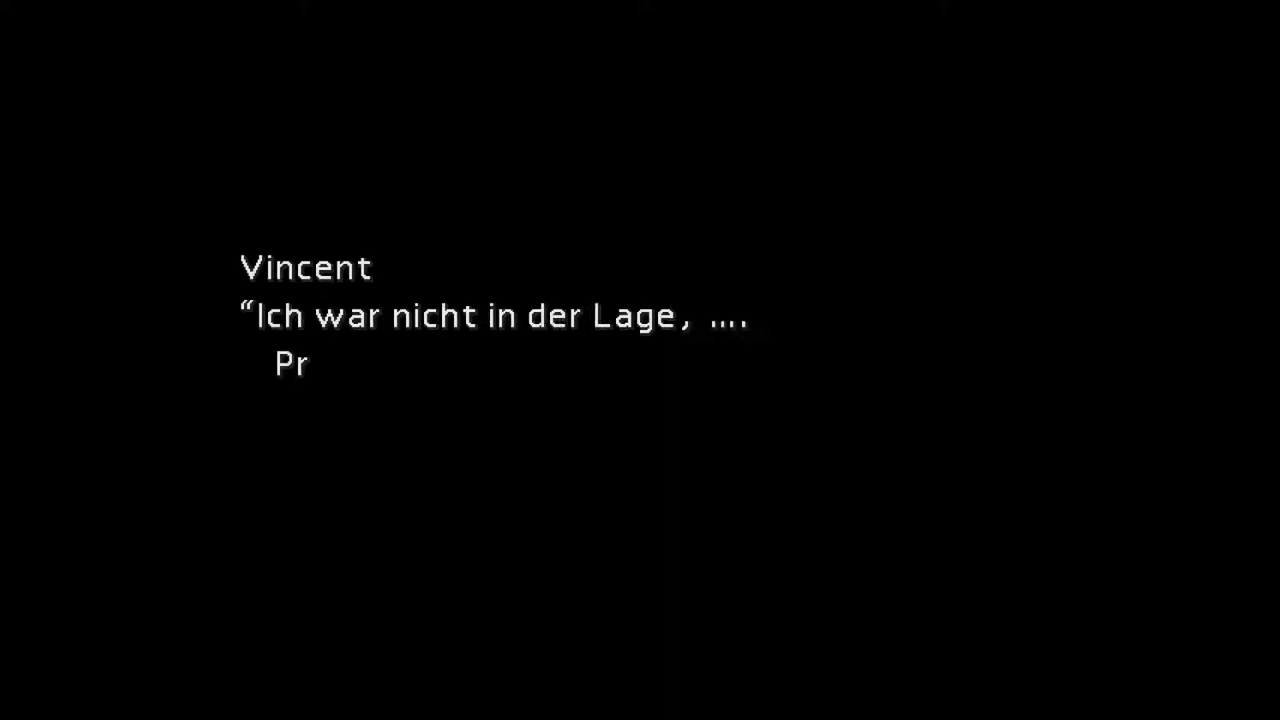 Vincent
“Ich war nicht in der Lage, ....
Pr